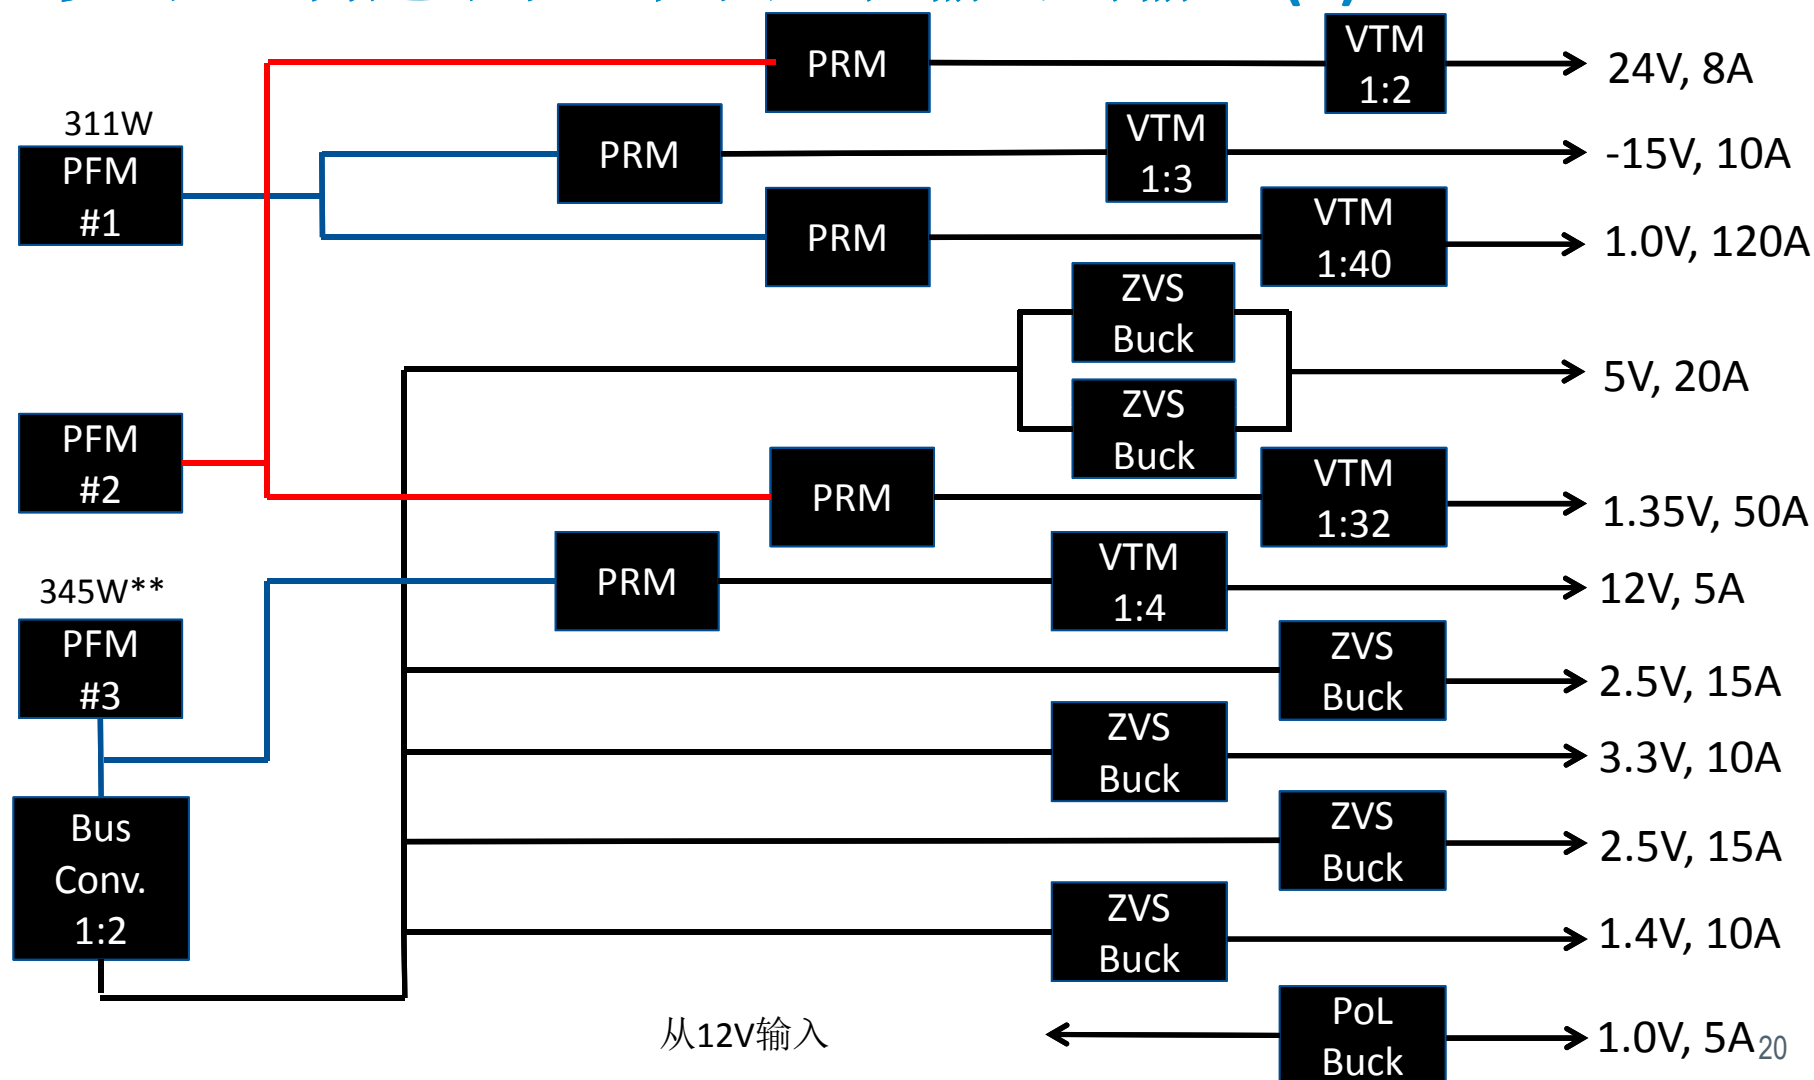 PRM
VTM
1:2
24V, 8A
311W
PFM
#1
PRM
VTM
1:3
-15V, 10A
PRM
VTM
1:40
1.0V, 120A
ZVS
Buck
ZVS
Buck
5V, 20A
PFM
#2
PRM
VTM
1:32
1.35V, 50A
345W**
PRM
VTM
1:4
12V, 5A
PFM
#3
ZVS
Buck
2.5V, 15A
ZVS
Buck
3.3V, 10A
Bus
Conv.
1:2
ZVS
Buck
2.5V, 15A
ZVS
Buck
1.4V, 10A
从12V输入
PoL
Buck
1.0V, 5A
20